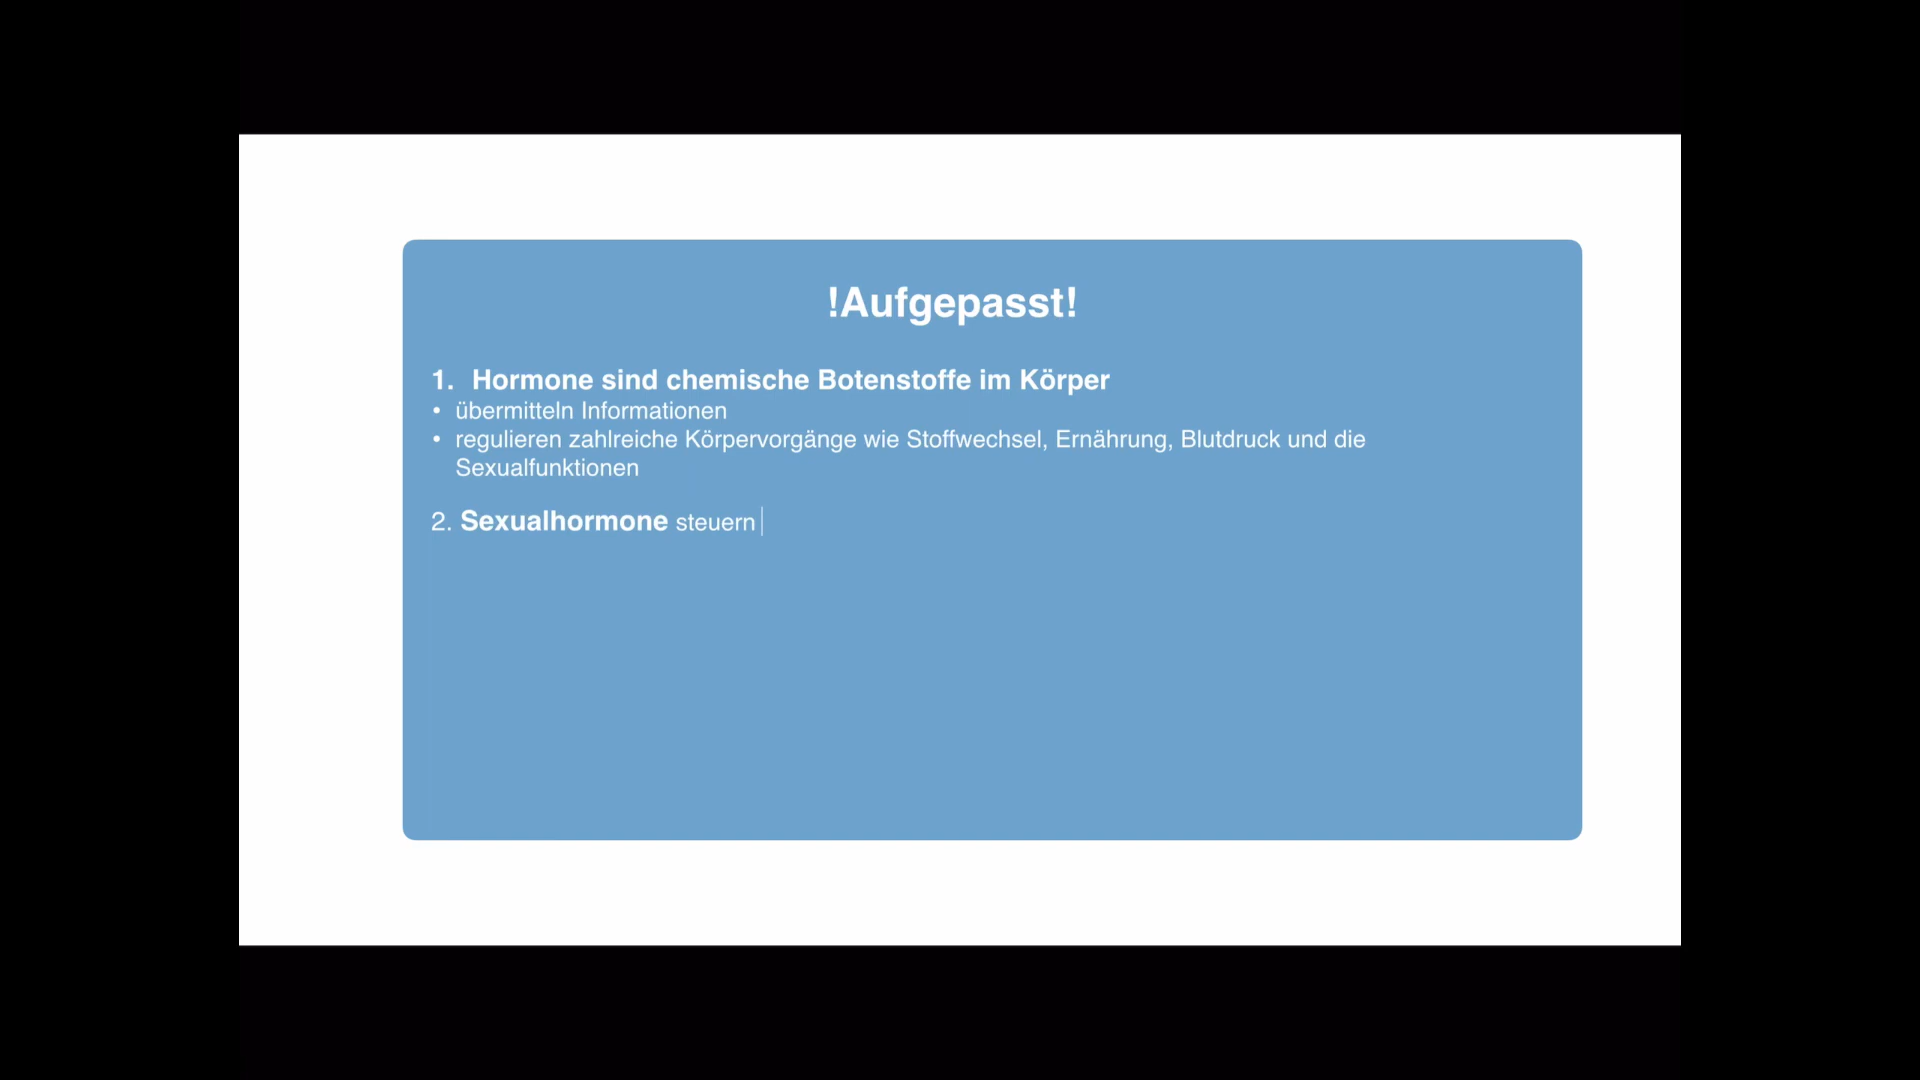 !Aufgepasst!
1. Hormone sind chemische Botenstoffe im Körper
• übermitteln Informationen
• regulieren zahlreiche Körpervorgänge wie Stoffwechsel, Ernährung, Blutdruck und die
Sexualfunktionen
2. Sexualhormone steuern